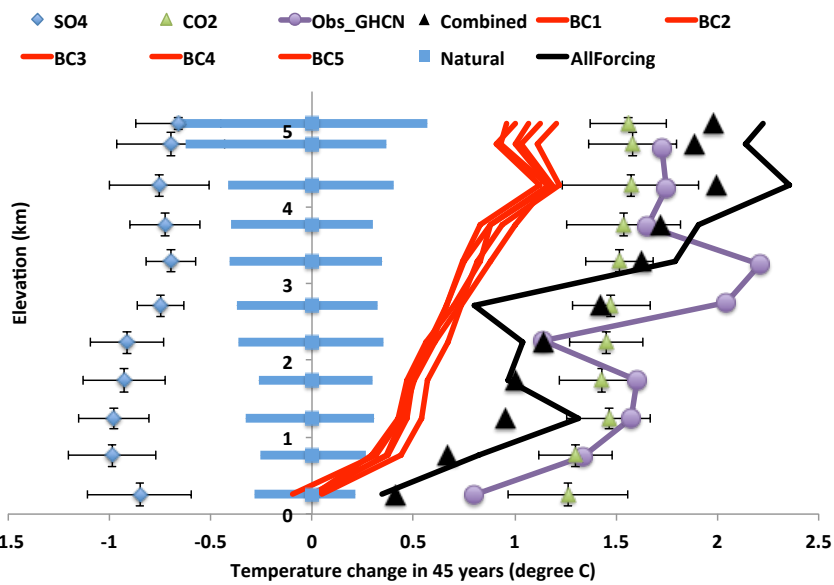 SO4 CO2 Obs_GHCN Combined BC1 BC2
BC3 BC4 BC5 Natural AllForcing
5
4
3
2
1
0
1.5 -1 -0.5 0 0.5 1 1.5 2 2.5
Elevation (km)
Temperature change in 45 years (degree C)